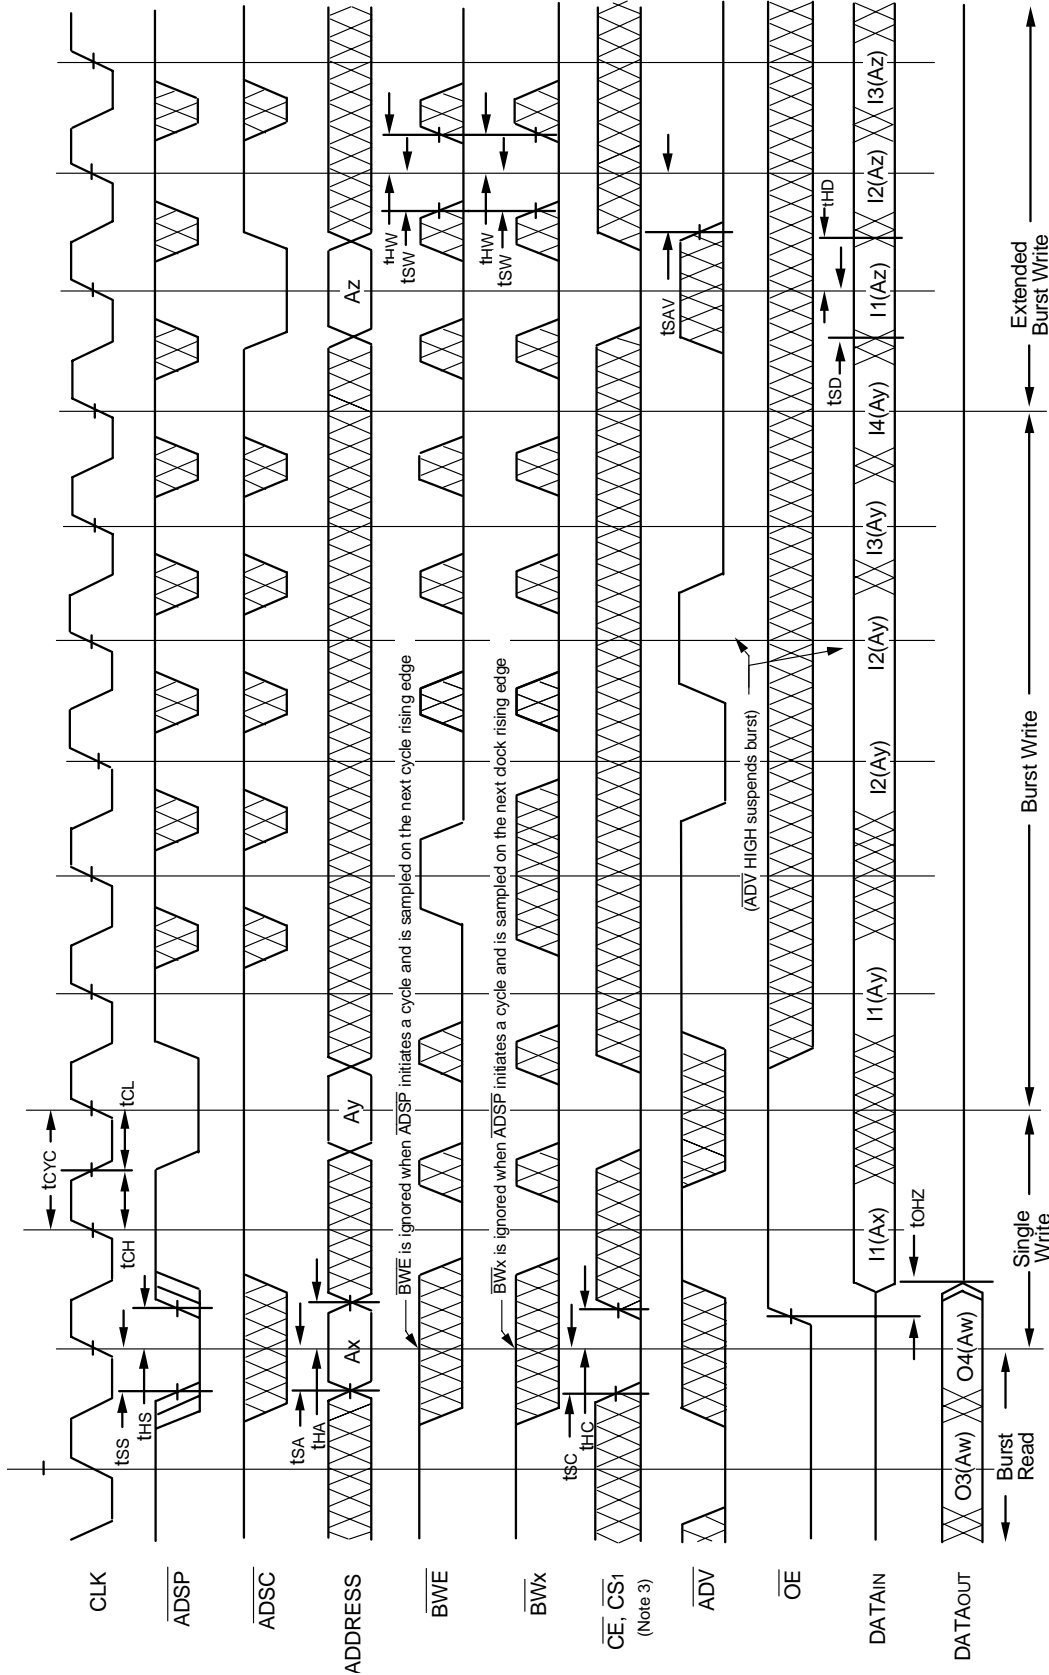 CLK
tCYC
tCH
tCL
ADSP
tSS
tHS
ADSC
ADDRESS
tSA
tHA
Ax
Ay
Az
BWE
BWE is ignored when ADSP initiates a cycle and is sampled on the next cycle rising edge
tHW
tSW
BWx
BWx is ignored when ADSP initiates a cycle and is sampled on the next dock rising edge
tHW
tSW
CE, CS1
(Note 3)
tSC
tHC
ADV
tSAV
(ADV HIGH suspends burst)
OE
DATAIN
I1(Ax)
I1(Ay)
I2(Ay)
I2(Ay)
I3(Ay)
I4(Ay)
I1(Az)
I2(Az)
I3(Az)
tSD
tHD
tOHZ
DATAOUT
O3(Aw)
O4(Aw)
Burst
Read
Single
Write
Burst Write
Extended
Burst Write